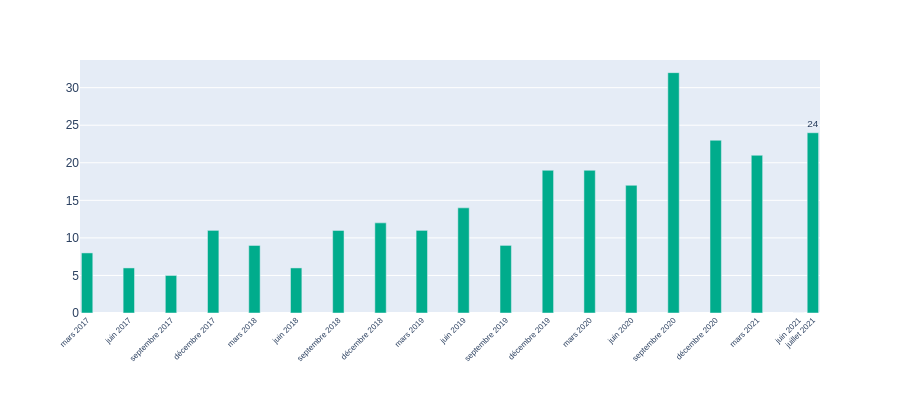 30
25
20
15
10
5
0
24
mars 2017
juin 2017
septembre 2017
décembre 2017
mars 2018
juin 2018
septembre 2018
décembre 2018
mars 2019
juin 2019
septembre 2019
décembre 2019
mars 2020
juin 2020
septembre 2020
décembre 2020
mars 2021
juin 2021
juillet 2021